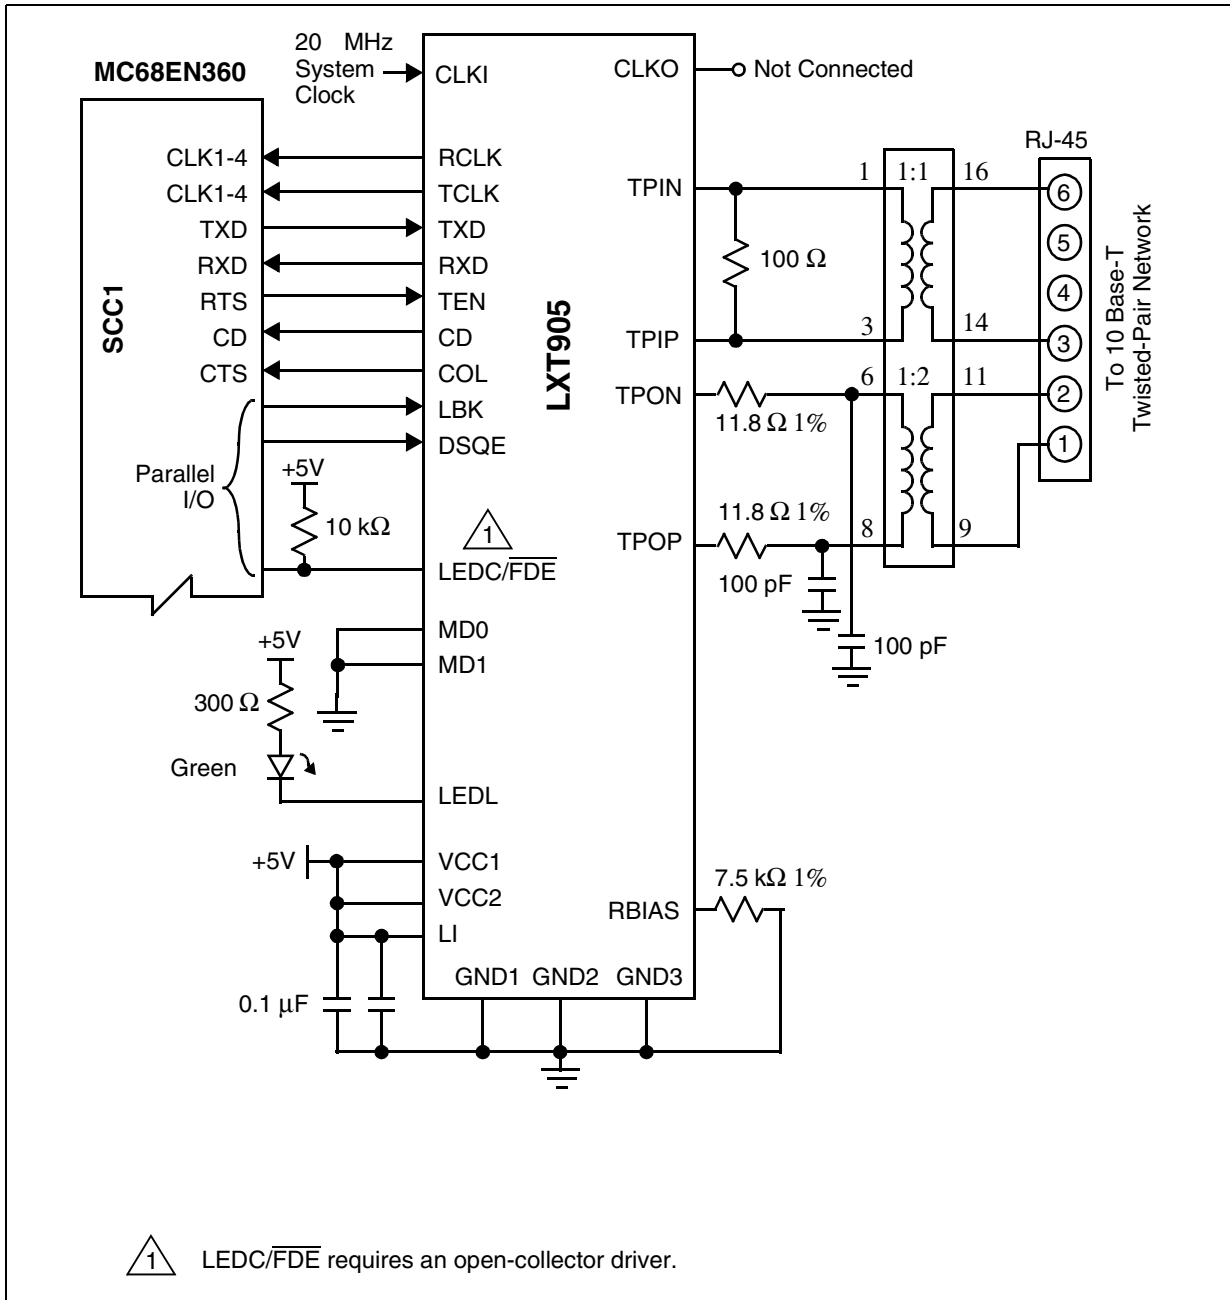 20 MHz
System
Clock
MC68EN360
SCC1
CLK1-4
CLK1-4
TXD
RXD
RTS
CD
CTS
Parallel
I/O
+5V
10 kΩ
LXT905
CLKI
RCLK
TCLK
TXD
RXD
TEN
CD
COL
LBK
DSQE
1
LEDC/F̅D̅E̅
MD0
MD1
+5V
300 Ω
Green
LEDL
+5V
VCC1
VCC2
LI
0.1 µF
GND1 GND2 GND3
CLKO
Not Connected
TPIN
100 Ω
TPIP
TPON
11.8 Ω 1%
11.8 Ω 1%
TPOP
100 pF
100 pF
RBIAS
7.5 kΩ 1%
1 1:1 16
3 14
6 1:2 11
8 9
RJ-45
6
5
4
3
2
1
To 10 Base-T
Twisted-Pair Network
1 LEDC/F̅D̅E̅ requires an open-collector driver.